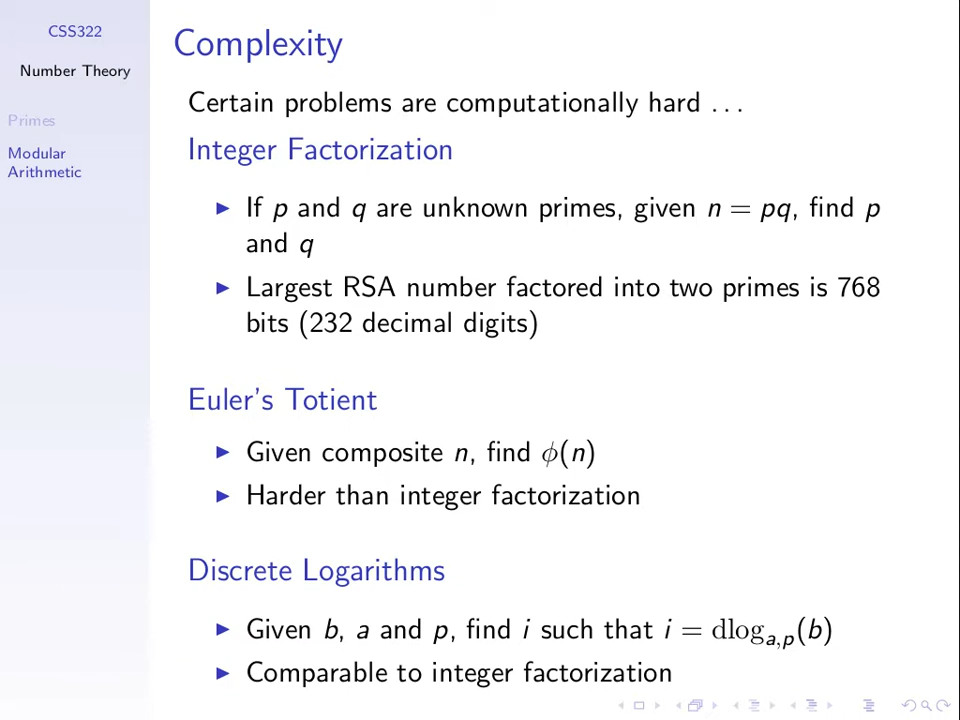 CSS322
Number Theory
Primes
Modular
Arithmetic
Complexity
Certain problems are computationally hard . . .
Integer Factorization
▶ If p and q are unknown primes, given n = pq, find p
and q
▶ Largest RSA number factored into two primes is 768
bits (232 decimal digits)
Euler's Totient
▶ Given composite n, find ϕ(n)
▶ Harder than integer factorization
Discrete Logarithms
▶ Given b, a and p, find i such that i = dlog_{a,p}(b)
▶ Comparable to integer factorization